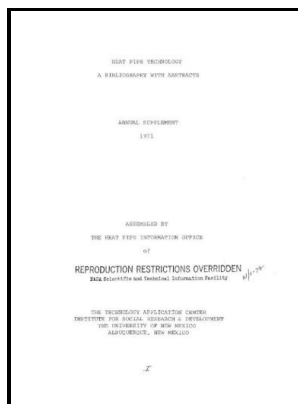 HEAT PIPE TECHNOLOGY
A BIBLIOGRAPHY WITH ABSTRACTS
ANNUAL SUPPLEMENT
1971
ASSEMBLED BY
THE HEAT PIPE INFORMATION OFFICE
of
REPRODUCTION RESTRICTIONS OVERRIDDEN
NASA Scientific and Technical Information Facility
THE TECHNOLOGY APPLICATION CENTER
INSTITUTE FOR SOCIAL RESEARCH & DEVELOPMENT
THE UNIVERSITY OF NEW MEXICO
ALBUQUERQUE, NEW MEXICO